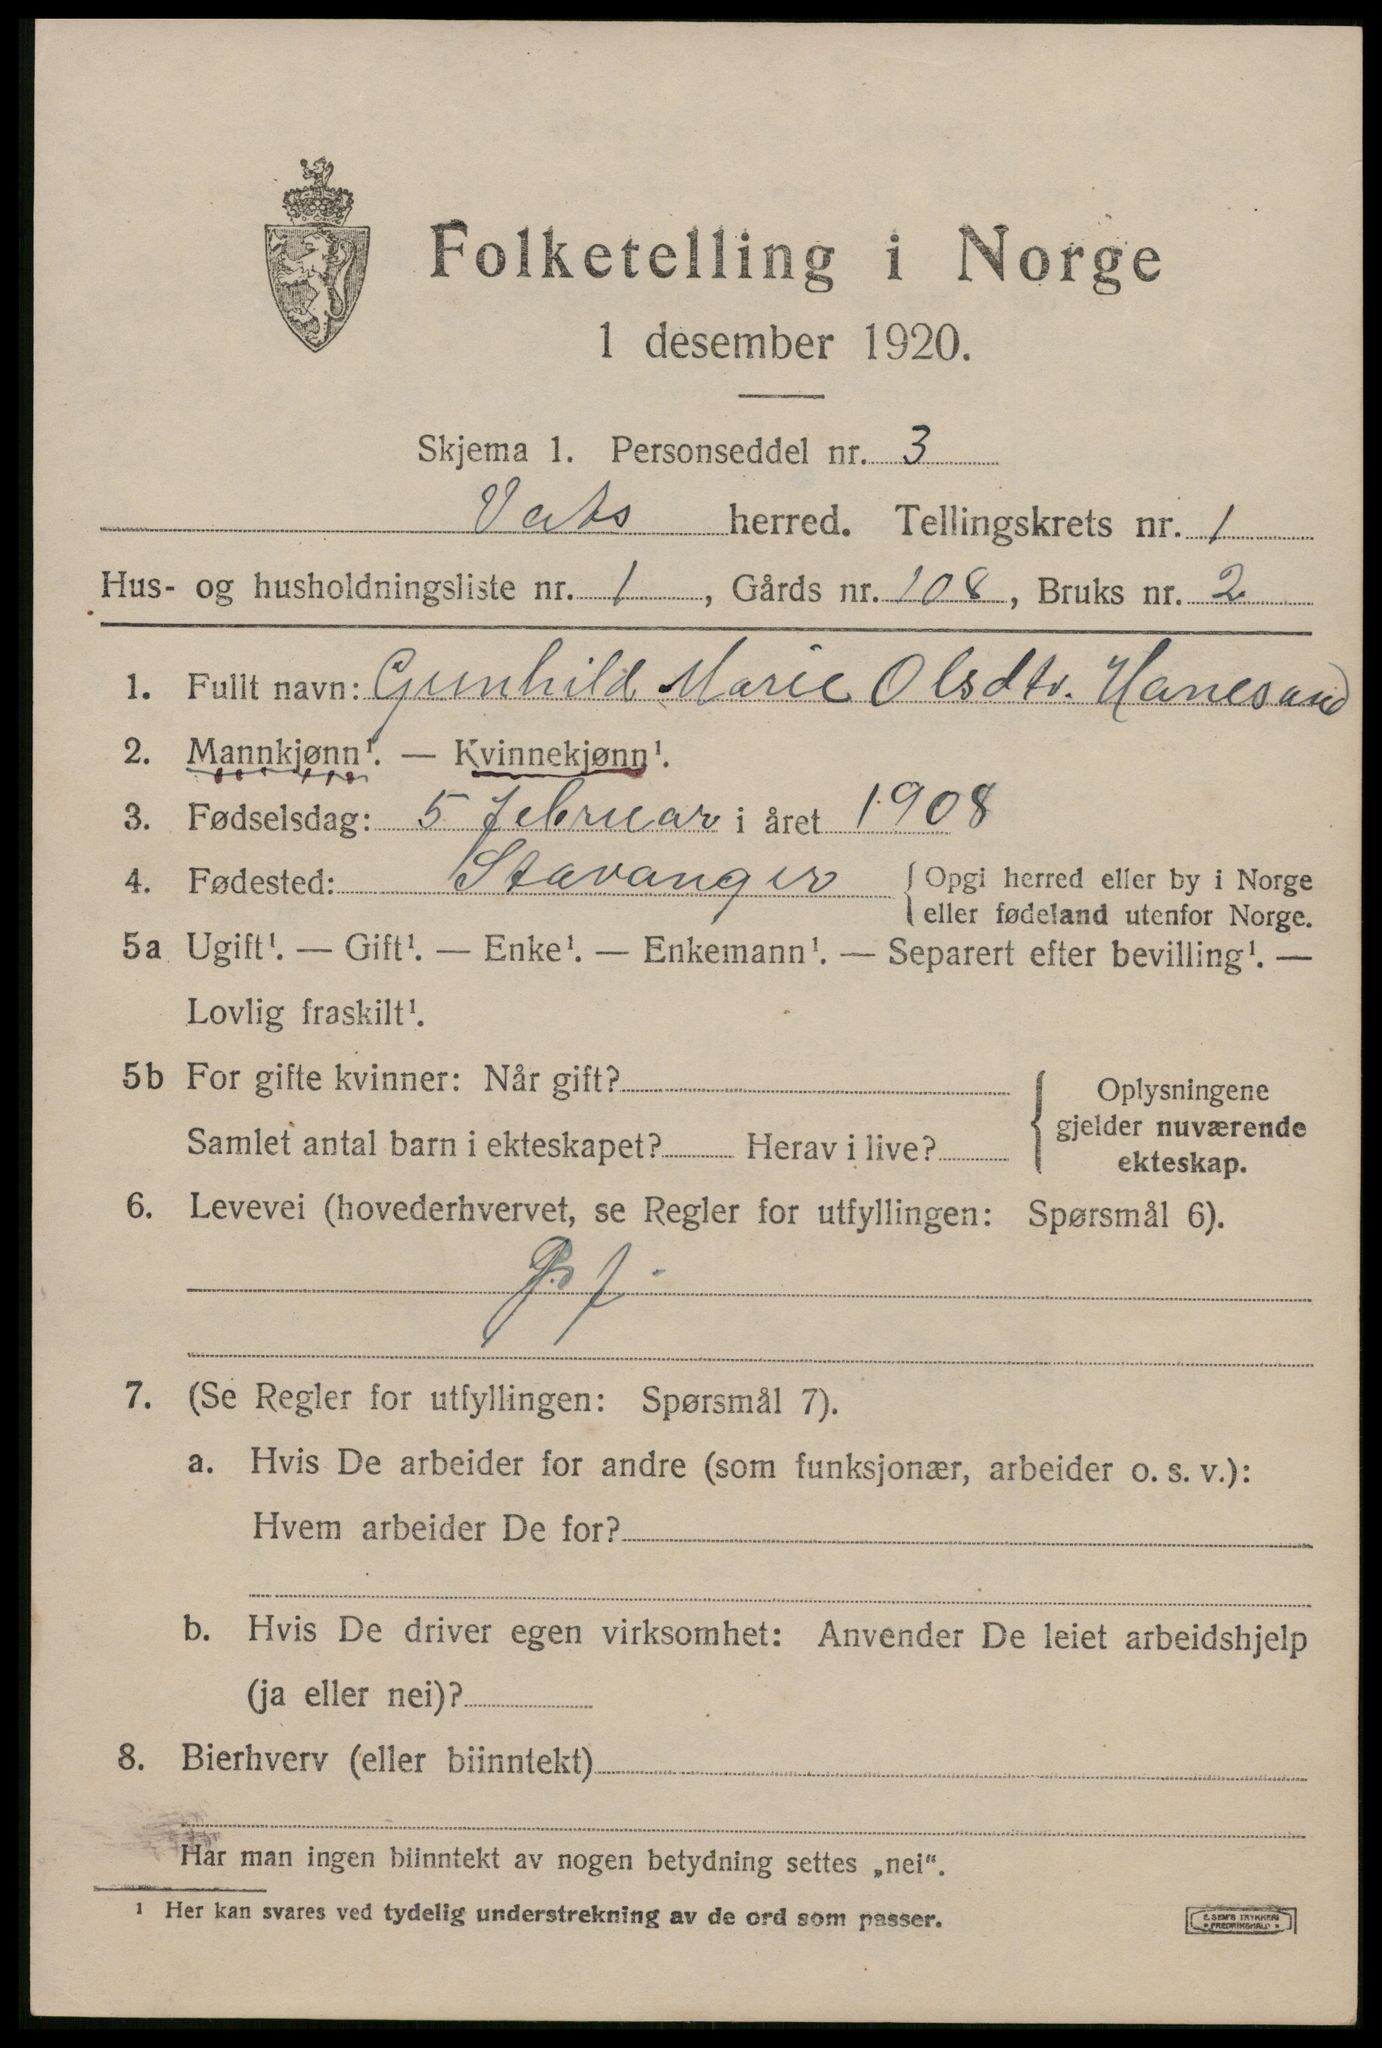 Folketelling i Norge
1 desember 1920.
Skjema 1. Personseddel nr. 3
Vats herred. Tellingskrets nr. 1
Hus- og husholdningsliste nr. 1, Gårds nr. 108, Bruks nr. 2
1. Fullt navn: Gunhild Marie Olsdtr. Hanesand
2. Mannkjønn¹. — Kvinnekjønn¹.
3. Fødselsdag: 5 februar i året 1908
4. Fødested: Stavanger { Opgi herred eller by i Norge
eller fødeland utenfor Norge.
5a Ugift¹. — Gift¹. — Enke¹. — Enkemann¹. — Separert efter bevilling¹. —
Lovlig fraskilt¹.
5b For gifte kvinner: Når gift? { Oplysningene
gjelder nuværende
Samlet antal barn i ekteskapet? Herav i live?
ekteskap.
6. Levevei (hovederhvervet, se Regler for utfyllingen: Spørsmål 6).
7. (Se Regler for utfyllingen: Spørsmål 7).
a. Hvis De arbeider for andre (som funksjonær, arbeider o. s. v.):
Hvem arbeider De for?
b. Hvis De driver egen virksomhet: Anvender De leiet arbeidshjelp
(ja eller nei)?
8. Bierhverv (eller biinntekt)
Har man ingen biinntekt av nogen betydning settes „nei“.
¹ Her kan svares ved tydelig understrekning av de ord som passer.
E. SEM'S TRYKKERI
FREDRIKSHALD